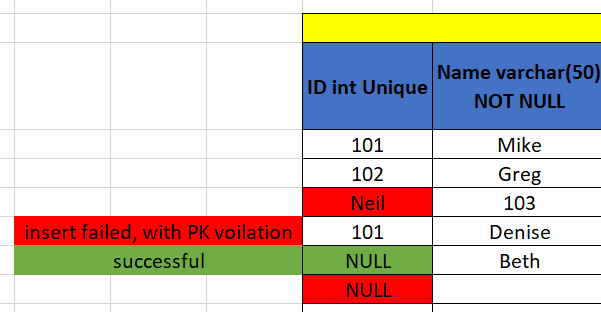 ID int Unique Name varchar(50)
NOT NULL
101 Mike
102 Greg
Neil 103
insert failed, with PK voilation 101 Denise
successful NULL Beth
NULL